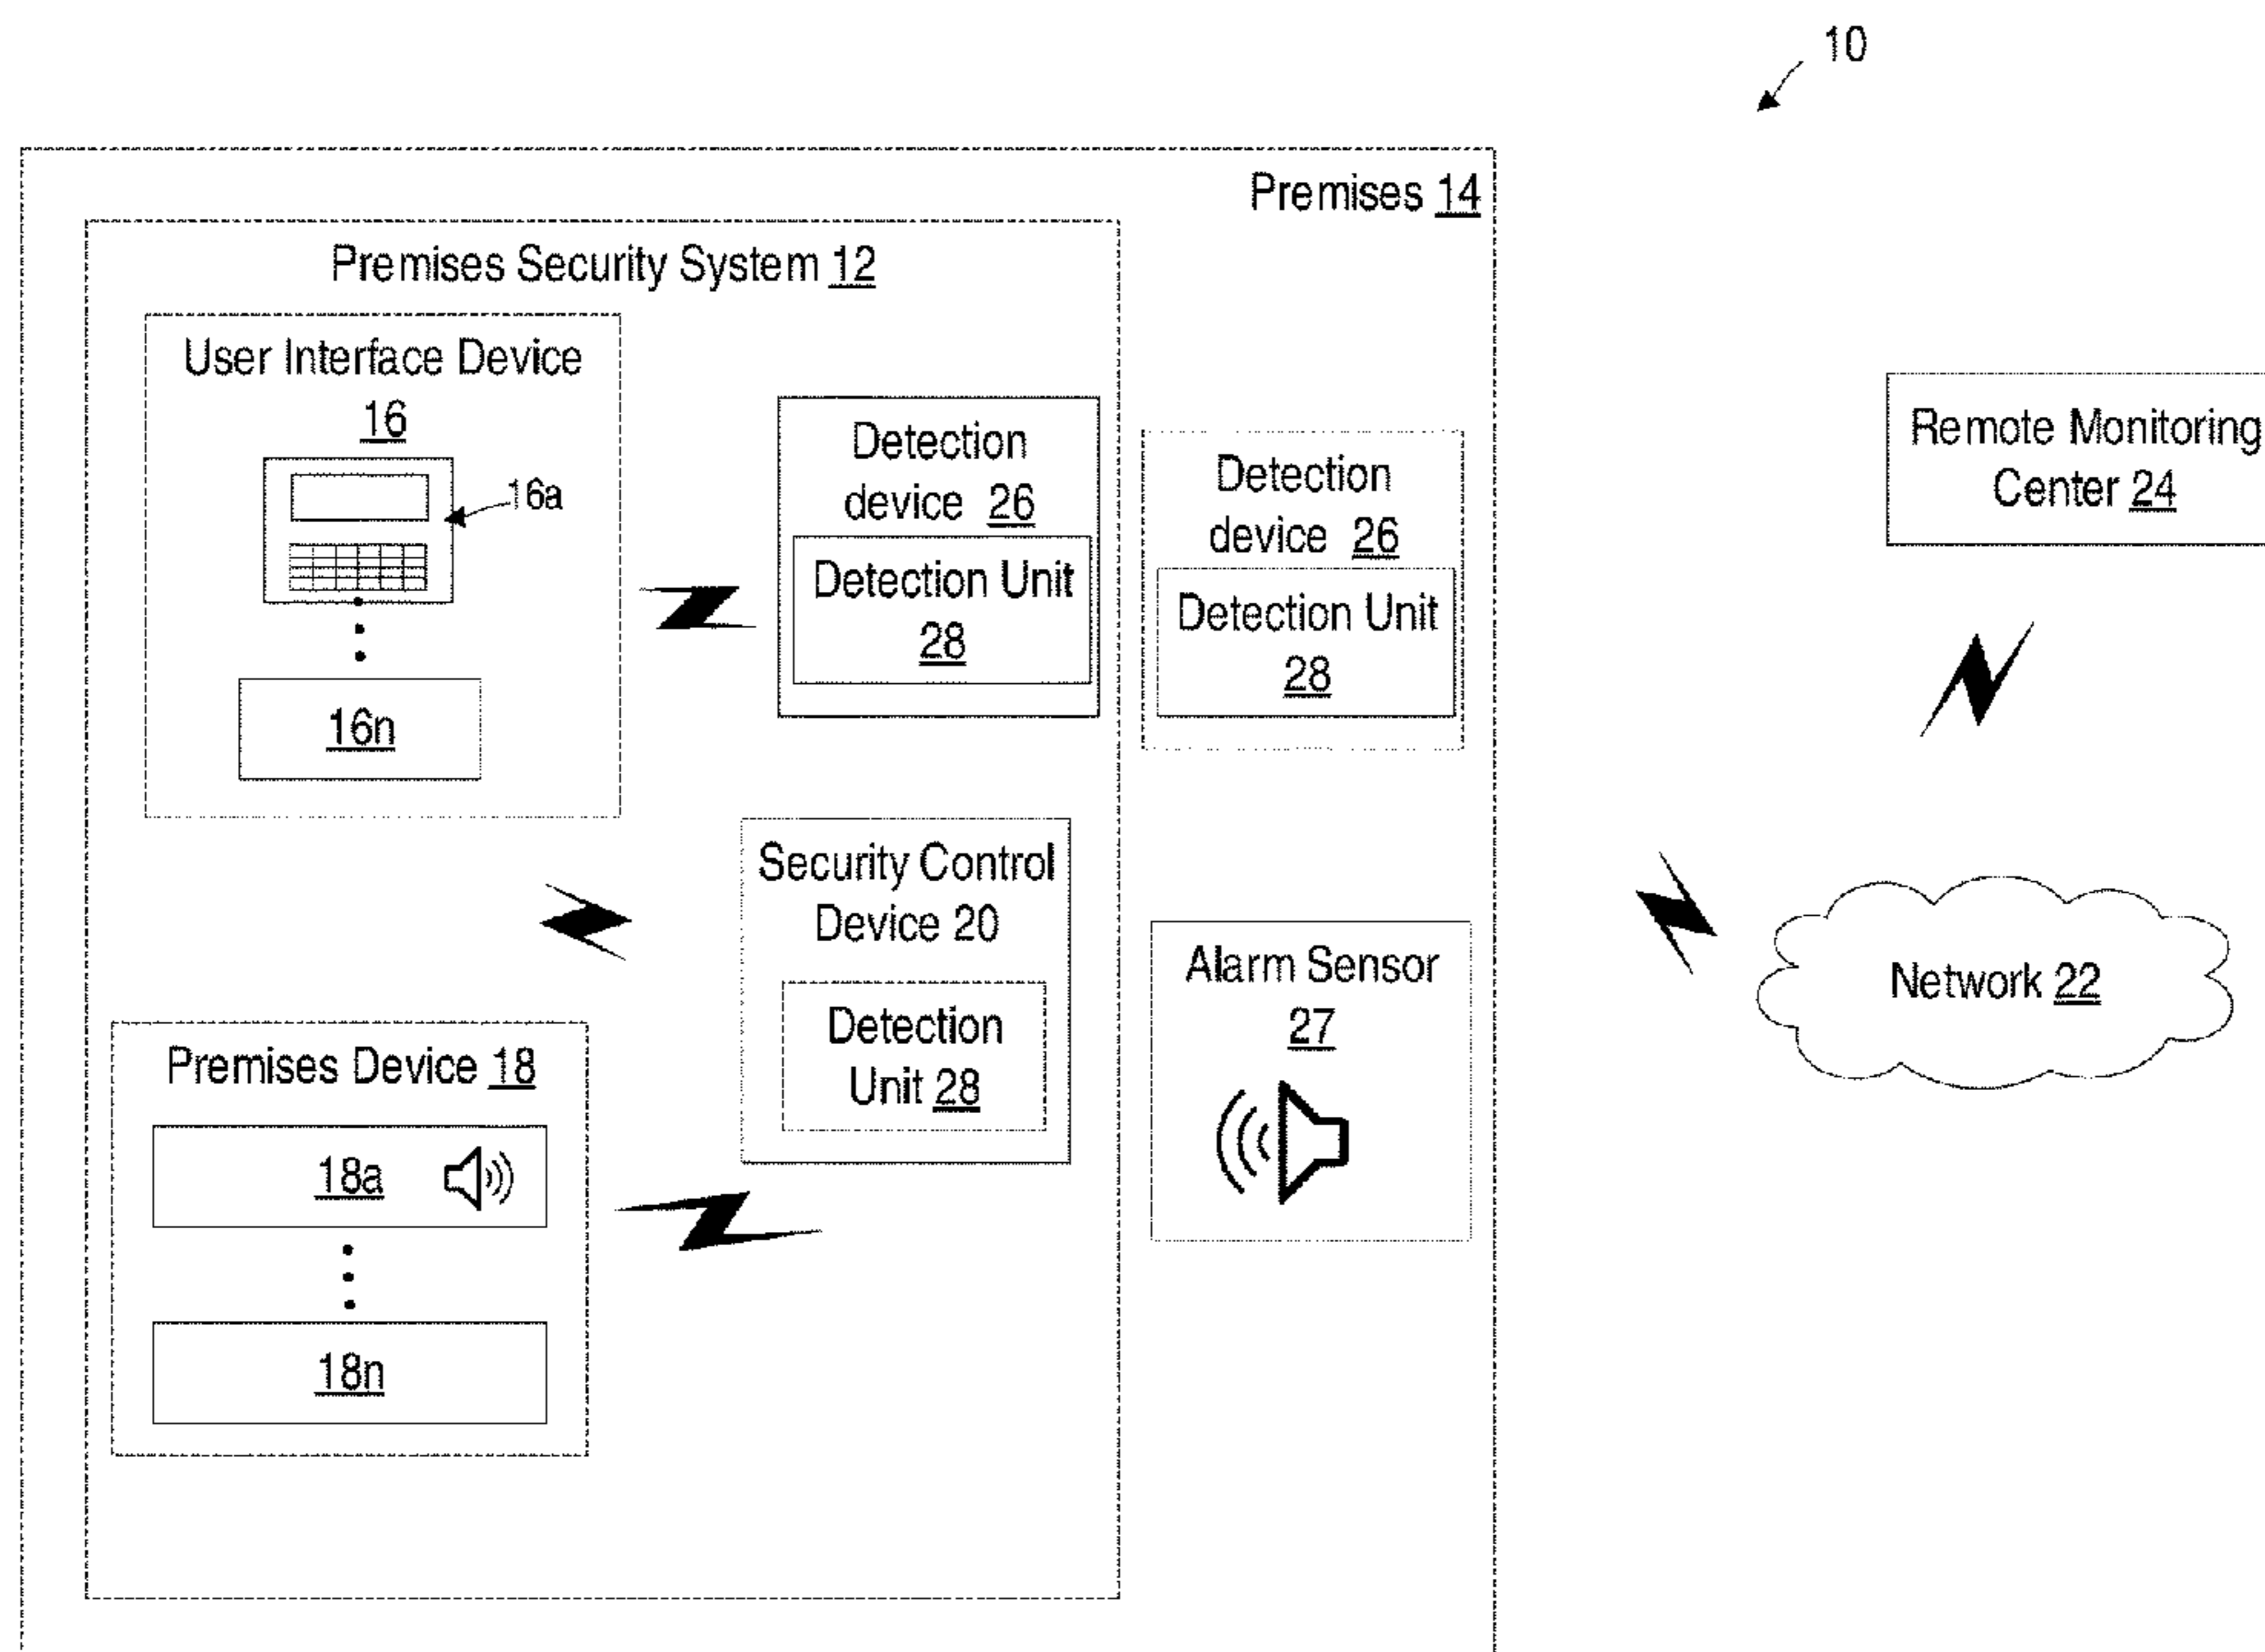 10
Premises 14
Premises Security System 12
User Interface Device
16
16a
16n
Detection
device 26
Detection Unit
28
Detection
device 26
Detection Unit
28
Remote Monitoring
Center 24
Security Control
Device 20
Detection
Unit 28
Alarm Sensor
27
Network 22
Premises Device 18
18a
18n